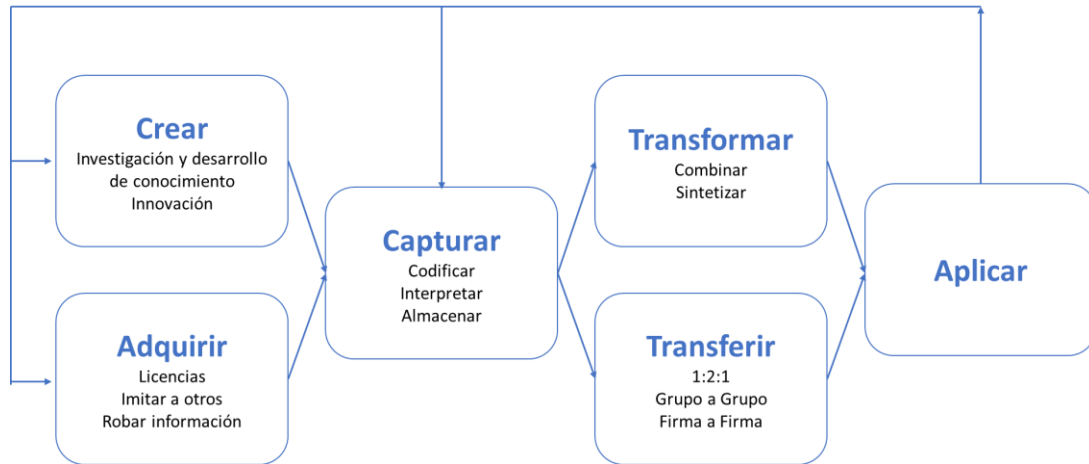 Crear
Investigación y desarrollo
de conocimiento
Innovación
Adquirir
Licencias
Imitar a otros
Robar información
Capturar
Codificar
Interpretar
Almacenar
Transformar
Combinar
Sintetizar
Transferir
1:2:1
Grupo a Grupo
Firma a Firma
Aplicar